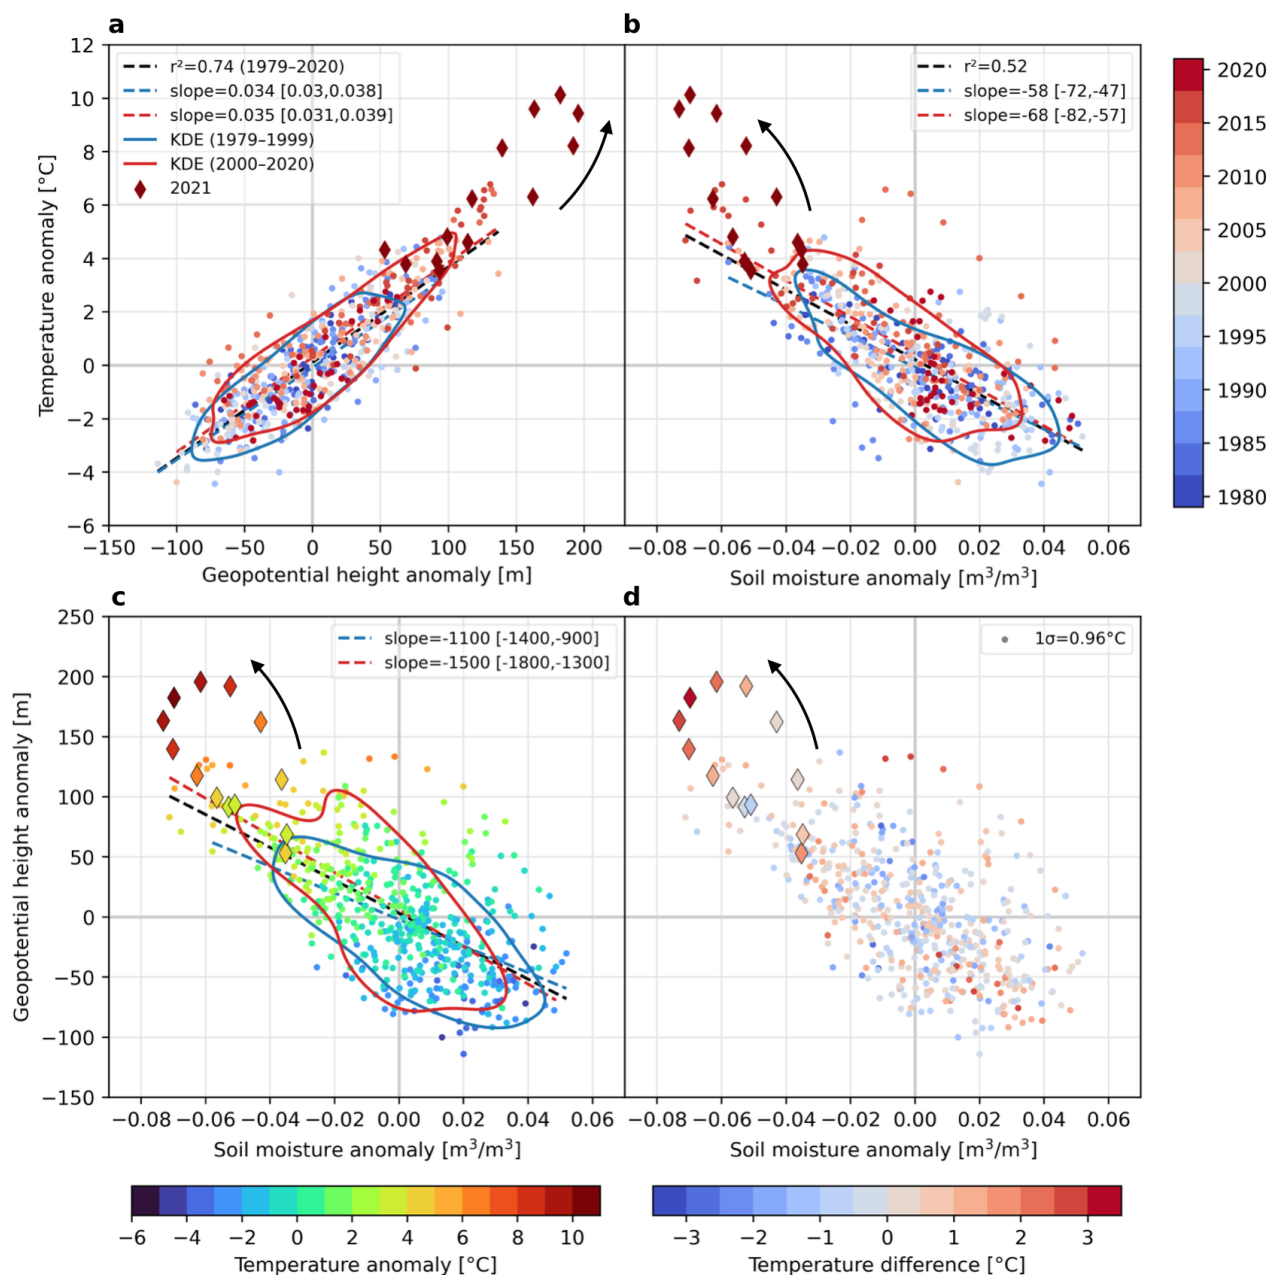 a
b
12
10
8
6
4
2
0
−2
−4
−6
Temperature anomaly [°C]
r²=0.74 (1979–2020)
slope=0.034 [0.03,0.038]
slope=0.035 [0.031,0.039]
KDE (1979–1999)
KDE (2000–2020)
2021
r²=0.52
slope=-58 [-72,-47]
slope=-68 [-82,-57]
2020
2015
2010
2005
2000
1995
1990
1985
1980
−150 −100 −50 0 50 100 150 200
Geopotential height anomaly [m]
−0.08 −0.06 −0.04 −0.02 0.00 0.02 0.04 0.06
Soil moisture anomaly [m³/m³]
c
d
250
200
150
100
50
0
−50
−100
−150
Geopotential height anomaly [m]
slope=-1100 [-1400,-900]
slope=-1500 [-1800,-1300]
1σ=0.96°C
−0.08 −0.06 −0.04 −0.02 0.00 0.02 0.04 0.06
Soil moisture anomaly [m³/m³]
−0.08 −0.06 −0.04 −0.02 0.00 0.02 0.04 0.06
Soil moisture anomaly [m³/m³]
−6 −4 −2 0 2 4 6 8 10
Temperature anomaly [°C]
−3 −2 −1 0 1 2 3
Temperature difference [°C]